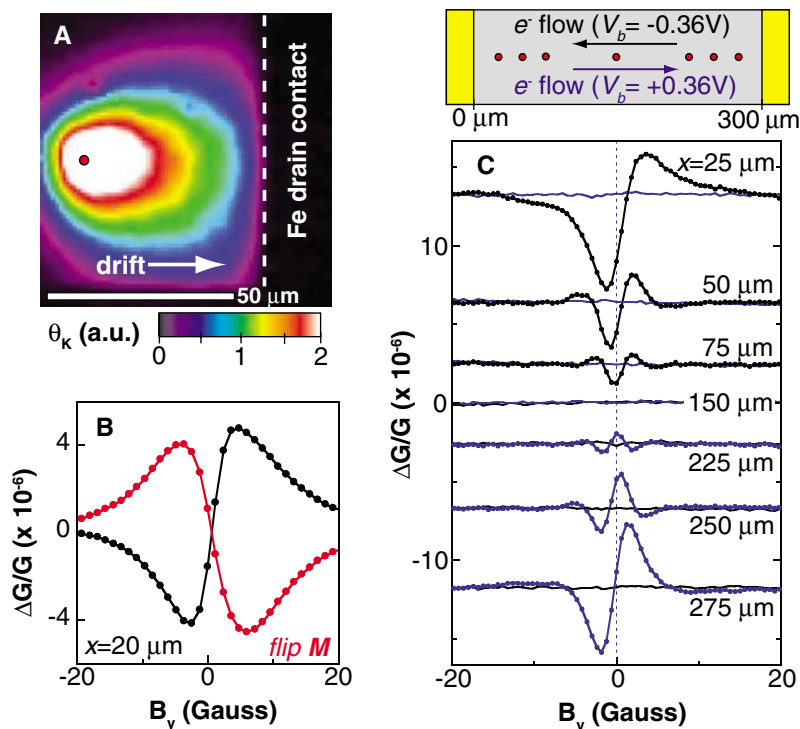 A
Fe drain contact
drift
50 μm
θK (a.u.)
0 1 2
B
ΔG/G (x 10-6)
4
0
-4
x=20 μm
flip M
-20 0 20
By (Gauss)
e- flow (Vb= -0.36V)
e- flow (Vb= +0.36V)
0 μm
300 μm
C
x=25 μm
50 μm
75 μm
150 μm
225 μm
250 μm
275 μm
ΔG/G (x 10-6)
10
0
-10
-20 0 20
By (Gauss)